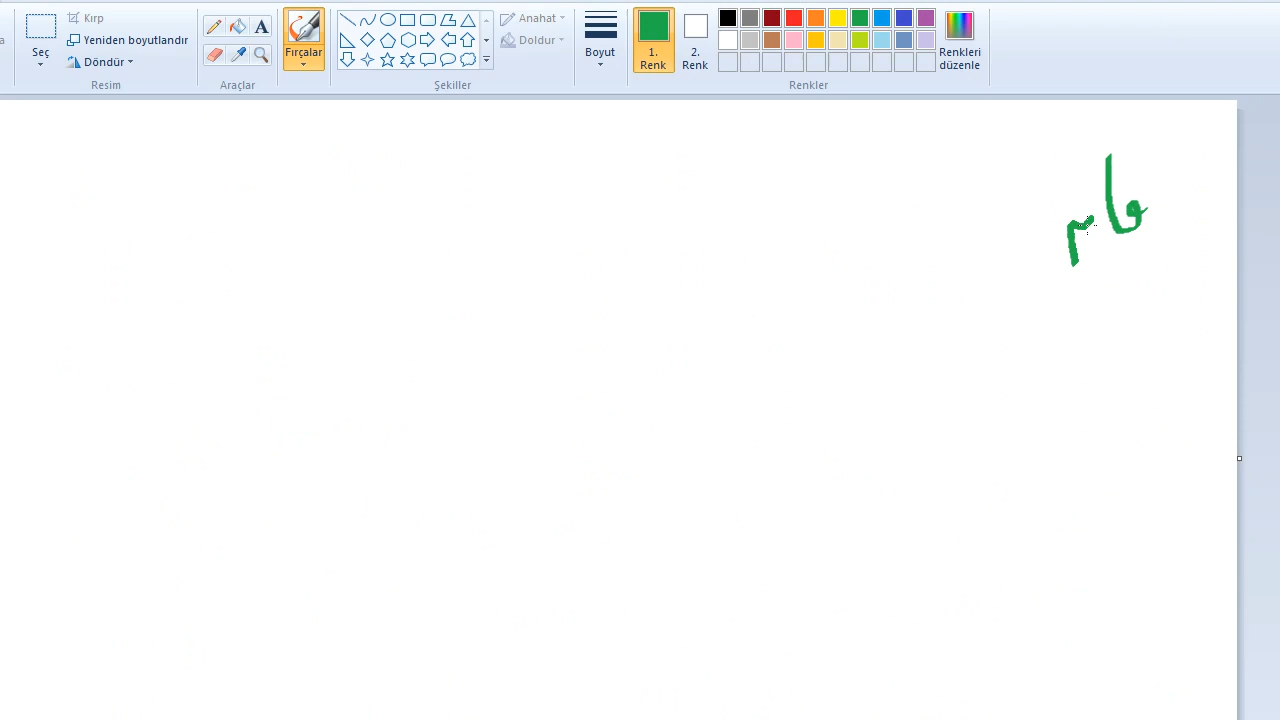 Kırp
Seç
Yeniden boyutlandır
Döndür
Fırçalar
Anahat
Doldur
Boyut
1. Renk
2. Renk
Renkleri düzenle
Resim
Araçlar
Şekiller
Renkler